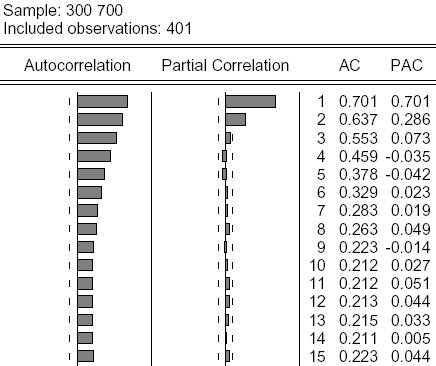 Sample: 300 700
Included observations: 401
Autocorrelation Partial Correlation AC PAC
1 0.701 0.701
2 0.637 0.286
3 0.553 0.073
4 0.459 -0.035
5 0.378 -0.042
6 0.329 0.023
7 0.283 0.019
8 0.263 0.049
9 0.223 -0.014
10 0.212 0.027
11 0.212 0.051
12 0.213 0.044
13 0.215 0.033
14 0.211 0.005
15 0.223 0.044